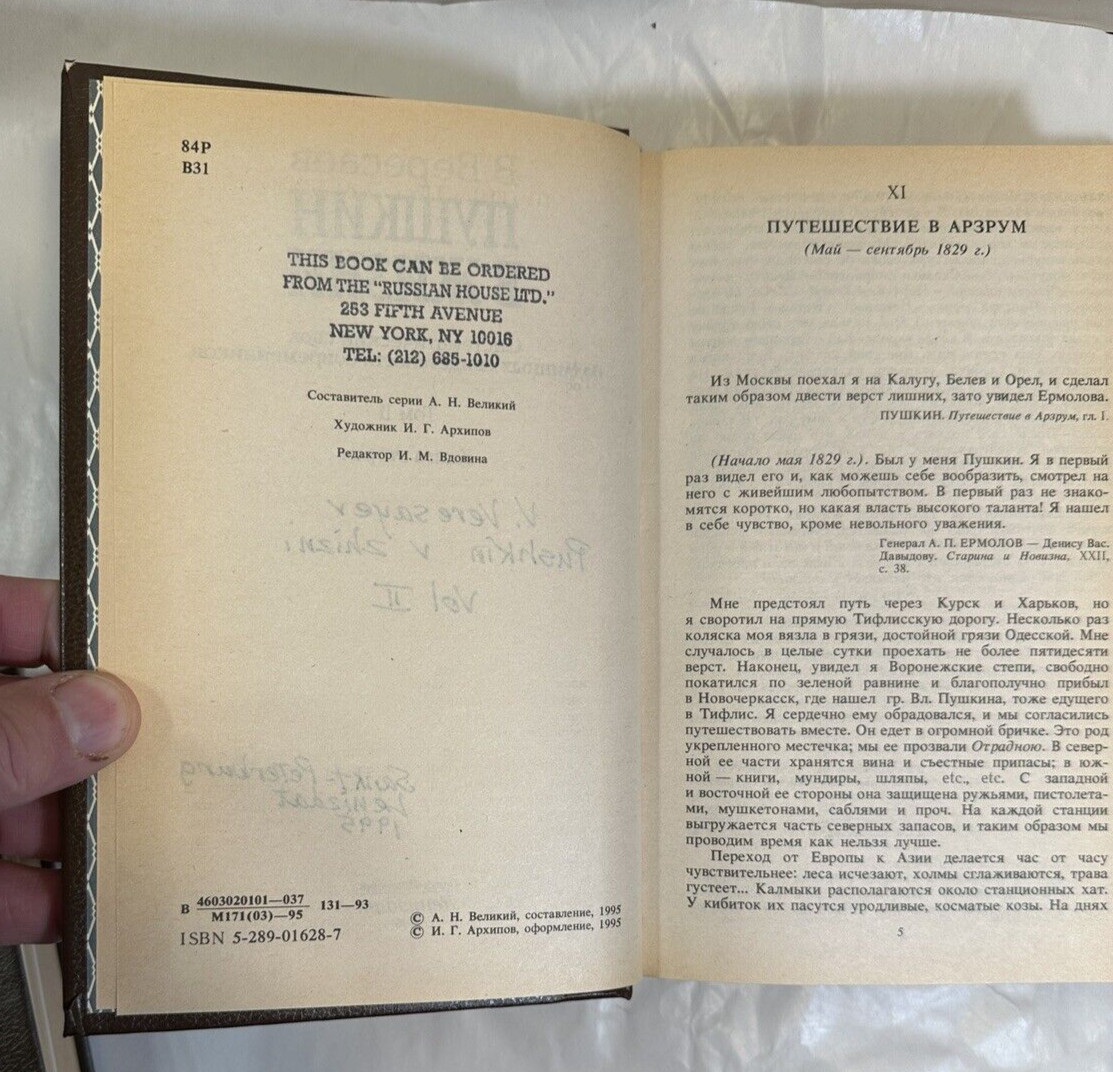 84Р
В31
THIS BOOK CAN BE ORDERED
FROM THE "RUSSIAN HOUSE LTD."
253 FIFTH AVENUE
NEW YORK, NY 10016
TEL: (212) 685-1010
Составитель серии А. Н. Великий
Художник И. Г. Архипов
Редактор И. М. Вдовина
V. Veresayev
Pushkin v zhizni
Vol II
Sankt-Peterburg
Lenizdat
1995
В 4603020101—037
М171(03)—95
131—93
ISBN 5-289-01628-7
© А. Н. Великий, составление, 1995
© И. Г. Архипов, оформление, 1995
XI
ПУТЕШЕСТВИЕ В АРЗРУМ
(Май — сентябрь 1829 г.)
Из Москвы поехал я на Калугу, Белев и Орел, и сделал
таким образом двести верст лишних, зато увидел Ермолова.
ПУШКИН. Путешествие в Арзрум, гл. I.
(Начало мая 1829 г.). Был у меня Пушкин. Я в первый
раз видел его и, как можешь себе вообразить, смотрел на
него с живейшим любопытством. В первый раз не знако-
мятся коротко, но какая власть высокого таланта! Я нашел
в себе чувство, кроме невольного уважения.
Генерал А. П. ЕРМОЛОВ — Денису Вас.
Давыдову. Старина и Новизна, XXII,
с. 38.
Мне предстоял путь через Курск и Харьков, но
я своротил на прямую Тифлисскую дорогу. Несколько раз
коляска моя вязла в грязи, достойной грязи Одесской. Мне
случалось в целые сутки проехать не более пятидесяти
верст. Наконец, увидел я Воронежские степи, свободно
покатился по зеленой равнине и благополучно прибыл
в Новочеркасск, где нашел гр. Вл. Пушкина, тоже едущего
в Тифлис. Я сердечно ему обрадовался, и мы согласились
путешествовать вместе. Он едет в огромной бричке. Это род
укрепленного местечка; мы ее прозвали Отрадною. В север-
ной ее части хранятся вина и съестные припасы; в юж-
ной — книги, мундиры, шляпы, etc., etc. С западной
и восточной ее стороны она защищена ружьями, пистолета-
ми, мушкетонами, саблями и проч. На каждой станции
выгружается часть северных запасов, и таким образом мы
проводим время как нельзя лучше.
Переход от Европы к Азии делается час от часу
чувствительнее: леса исчезают, холмы сглаживаются, трава
густеет... Калмыки располагаются около станционных хат.
У кибиток их пасутся уродливые, косматые козы. На днях
5